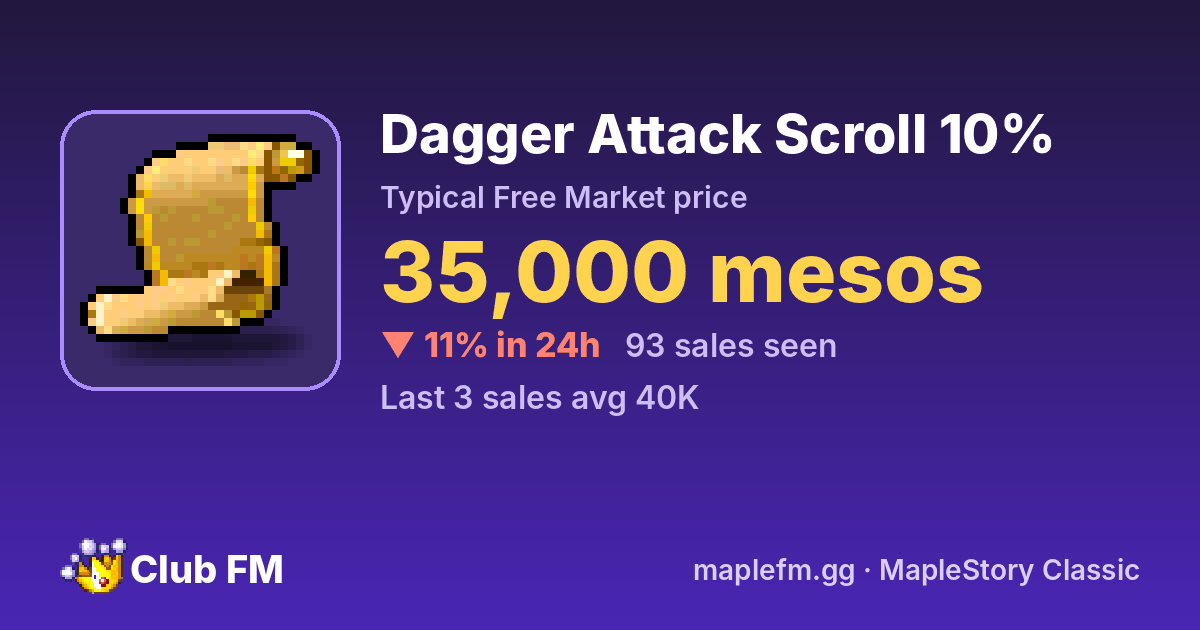 Dagger Attack Scroll 10%
Typical Free Market price
35,000 mesos
▼ 11% in 24h 93 sales seen
Last 3 sales avg 40K
Club FM
maplefm.gg · MapleStory Classic